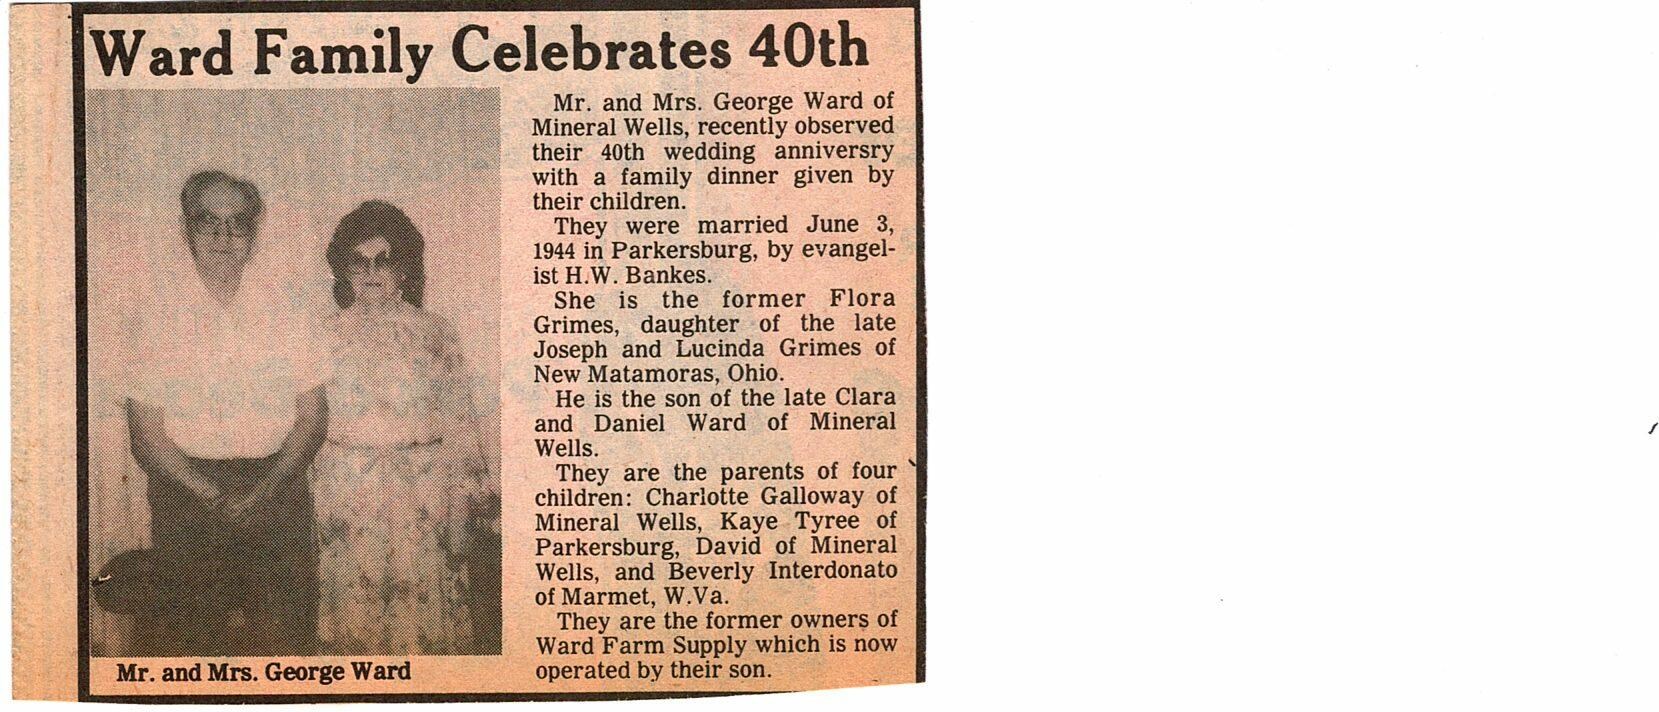 Ward Family Celebrates 40th
Mr. and Mrs. George Ward of
Mineral Wells, recently observed
their 40th wedding anniversry
with a family dinner given by
their children.
They were married June 3,
1944 in Parkersburg, by evangel-
ist H.W. Bankes.
She is the former Flora
Grimes, daughter of the late
Joseph and Lucinda Grimes of
New Matamoras, Ohio.
He is the son of the late Clara
and Daniel Ward of Mineral
Wells.
They are the parents of four
children: Charlotte Galloway of
Mineral Wells, Kaye Tyree of
Parkersburg, David of Mineral
Wells, and Beverly Interdonato
of Marmet, W.Va.
They are the former owners of
Ward Farm Supply which is now
operated by their son.
Mr. and Mrs. George Ward